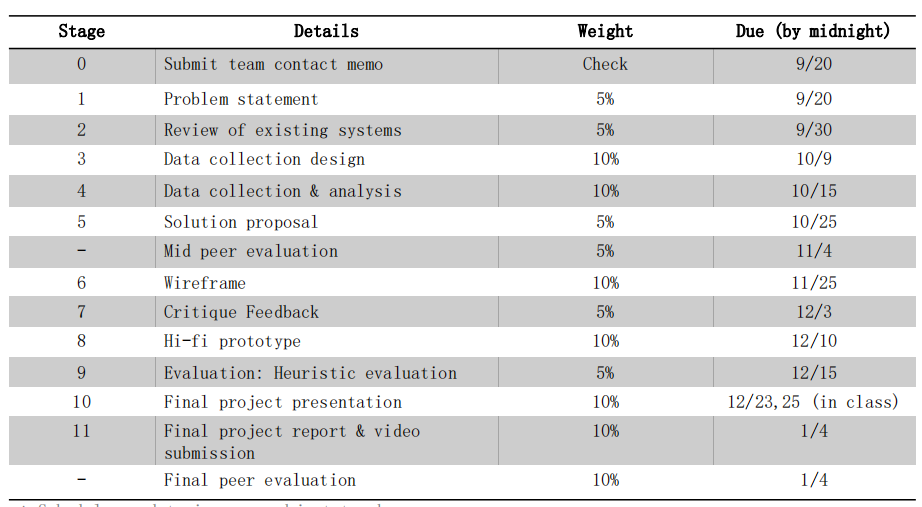 Stage Details Weight Due (by midnight)
0 Submit team contact memo Check 9/20
1 Problem statement 5% 9/20
2 Review of existing systems 5% 9/30
3 Data collection design 10% 10/9
4 Data collection & analysis 10% 10/15
5 Solution proposal 5% 10/25
- Mid peer evaluation 5% 11/4
6 Wireframe 10% 11/25
7 Critique Feedback 5% 12/3
8 Hi-fi prototype 10% 12/10
9 Evaluation: Heuristic evaluation 5% 12/15
10 Final project presentation 10% 12/23,25 (in class)
11 Final project report & video 10% 1/4
submission
- Final peer evaluation 10% 1/4